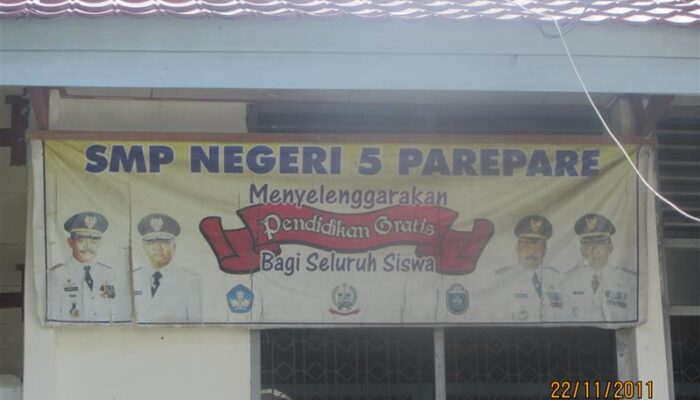 SMP NEGERI 5 PAREPARE
Menyelenggarakan
Pendidikan Gratis
Bagi Seluruh Siswa
22/11/2011